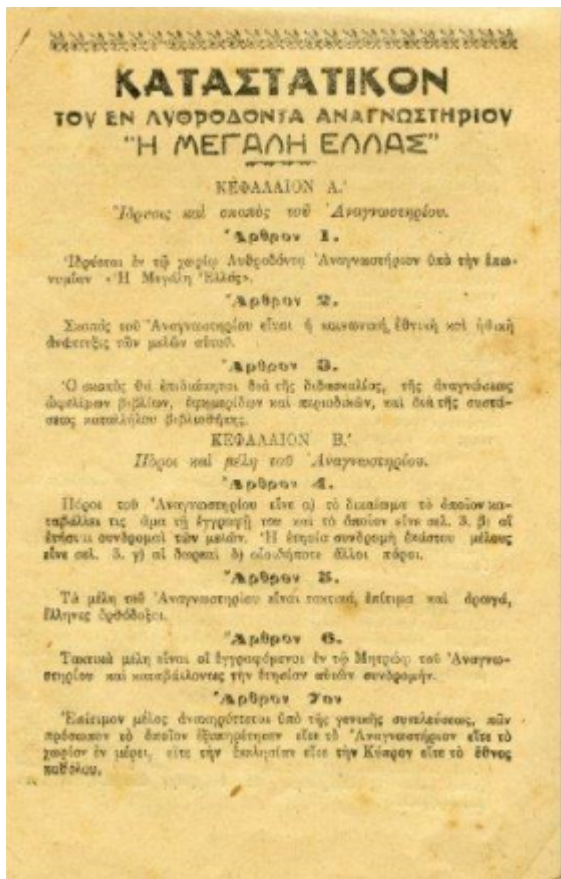 ΚΑΤΑΣΤΑΤΙΚΟΝ
ΤΟΥ ΕΝ ΛΥΘΡΟΔΟΝΤΑ ΑΝΑΓΝΩΣΤΗΡΙΟΥ
"Η ΜΕΓΑΛΗ ΕΛΛΑΣ"
ΚΕΦΑΛΑΙΟΝ Α.'
Ἵδρυσις καὶ σκοπὸς τοῦ Ἀναγνωστηρίου.
Ἄρθρον 1.
Ἱδρύεται ἐν τῷ χωρίῳ Λυθροδόντα Ἀναγνωστήριον ὑπὸ τὴν ἐπω-
νυμίαν «Ἡ Μεγάλη Ἑλλάς».
Ἄρθρον 2.
Σκοπὸς τοῦ Ἀναγνωστηρίου εἶναι ἡ κοινωνική, ἐθνικὴ καὶ ἠθικὴ
ἀνάπτυξις τῶν μελῶν αὐτοῦ.
Ἄρθρον 3.
Ὁ σκοπὸς θὰ ἐπιδιώκηται διὰ τῆς διδασκαλίας, τῆς ἀναγνώσεως
ὠφελίμων βιβλίων, ἐφημερίδων καὶ περιοδικῶν, καὶ διὰ τῆς συστά-
σεως καταλλήλου βιβλιοθήκης.
ΚΕΦΑΛΑΙΟΝ Β.'
Πόροι καὶ μέλη τοῦ Ἀναγνωστηρίου.
Ἄρθρον 4.
Πόροι τοῦ Ἀναγνωστηρίου εἶνε α) τὸ δικαίωμα τὸ ὁποῖον κα-
ταβάλλει τις ἅμα τῇ ἐγγραφῇ του καὶ τὸ ὁποῖον εἶνε σελ. 3. β) αἱ
ἐτήσιαι συνδρομαὶ τῶν μελῶν. Ἡ ἐτησία συνδρομὴ ἑκάστου μέλους
εἶνε σελ. 3. γ) αἱ δωρεαὶ δ) οἱοιδήποτε ἄλλοι πόροι.
Ἄρθρον 5.
Τὰ μέλη τοῦ Ἀναγνωστηρίου εἶναι τακτικά, ἐπίτιμα καὶ ἀρωγά,
ἕλληνες ὀρθόδοξοι.
Ἄρθρον 6.
Τακτικὰ μέλη εἶναι οἱ ἐγγραφόμενοι ἐν τῷ Μητρώῳ τοῦ Ἀναγνω-
στηρίου καὶ καταβάλλοντες τὴν ἐτησίαν αὐτῶν συνδρομήν.
Ἄρθρον 7ον
Ἐπίτιμον μέλος ἀνακηρύττεται ὑπὸ τῆς γενικῆς συνελεύσεως, πᾶν
πρόσωπον τὸ ὁποῖον ἐξυπηρέτησεν εἴτε τὸ Ἀναγνωστήριον εἴτε τὸ
χωρίον ἐν μέρει, εἴτε τὴν ἐκκλησίαν εἴτε τὴν Κύπρον εἴτε τὸ ἔθνος
καθόλου.